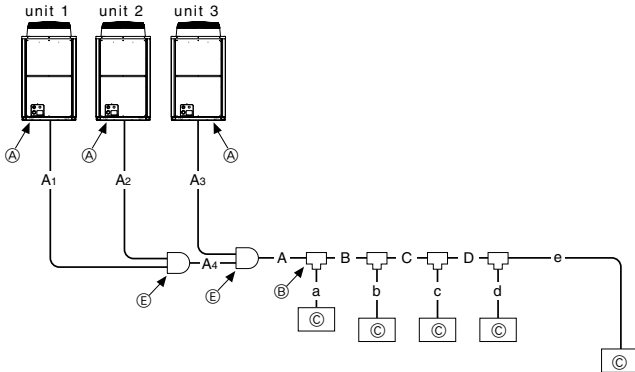 unit 1 unit 2 unit 3
Ⓐ Ⓐ Ⓐ
A1 A2 A3
A4 A B C D e
Ⓔ Ⓔ Ⓑ a b c d
Ⓒ Ⓒ Ⓒ Ⓒ
Ⓒ